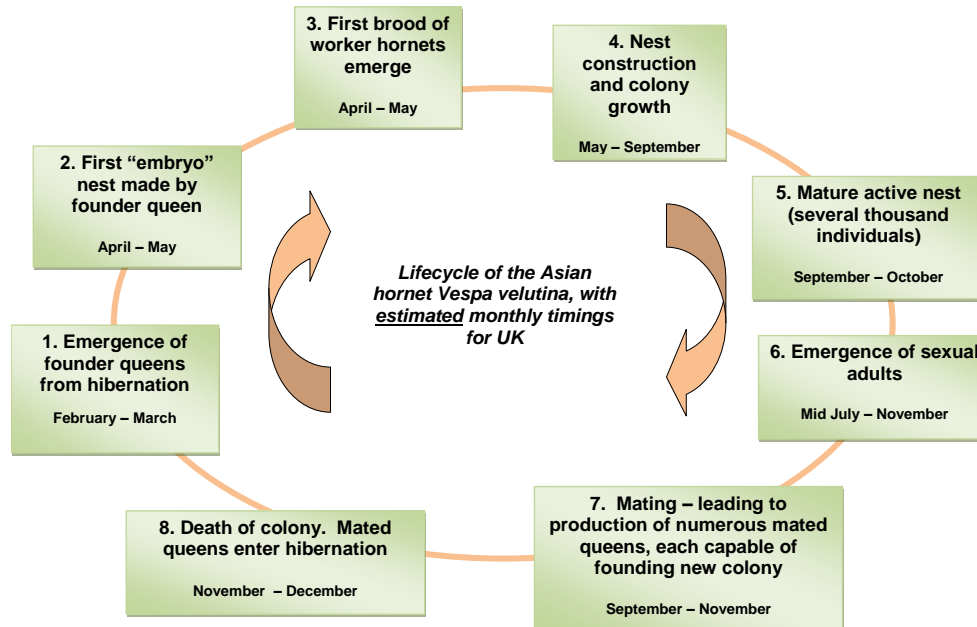 1. Emergence of
founder queens
from hibernation
February – March
2. First “embryo”
nest made by
founder queen
April – May
3. First brood of
worker hornets
emerge
April – May
4. Nest
construction
and colony
growth
May – September
5. Mature active nest
(several thousand
individuals)
September – October
6. Emergence of sexual
adults
Mid July – November
7. Mating – leading to
production of numerous mated
queens, each capable of
founding new colony
September – November
8. Death of colony. Mated
queens enter hibernation
November – December
Lifecycle of the Asian
hornet Vespa velutina, with
estimated monthly timings
for UK